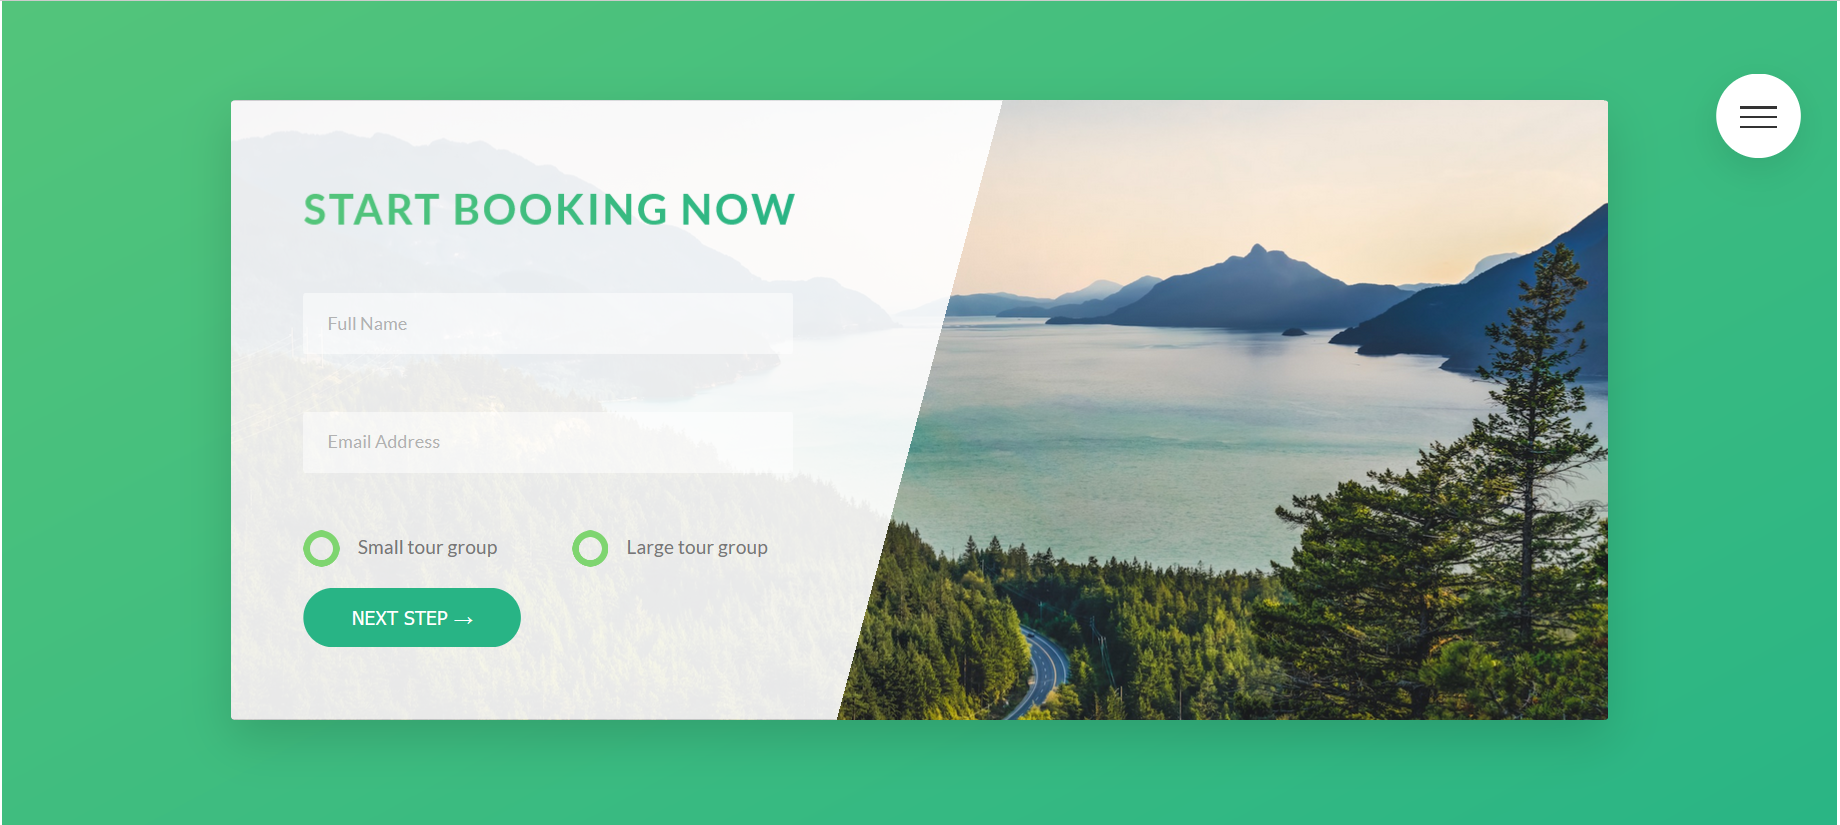 START BOOKING NOW
Full Name
Email Address
Small tour group
Large tour group
NEXT STEP →